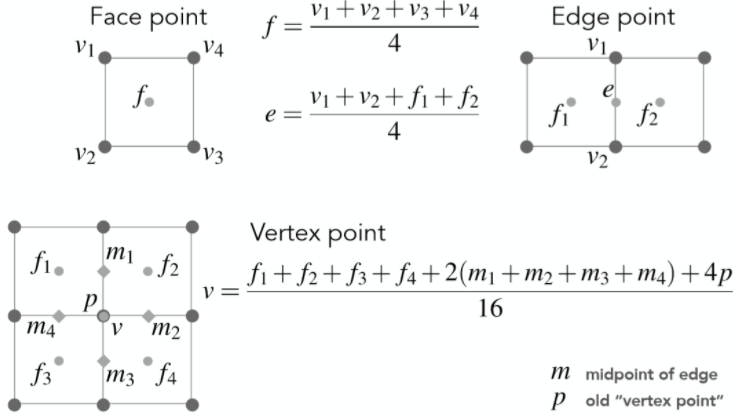 Face point
v₁ v₄
f
v₂ v₃
f = (v₁ + v₂ + v₃ + v₄) / 4
e = (v₁ + v₂ + f₁ + f₂) / 4
Edge point
v₁
e
f₁ f₂
v₂
Vertex point
f₁ m₁ f₂
p
m₄ v m₂
f₃ m₃ f₄
v = (f₁ + f₂ + f₃ + f₄ + 2(m₁ + m₂ + m₃ + m₄) + 4p) / 16
m midpoint of edge
p old "vertex point"